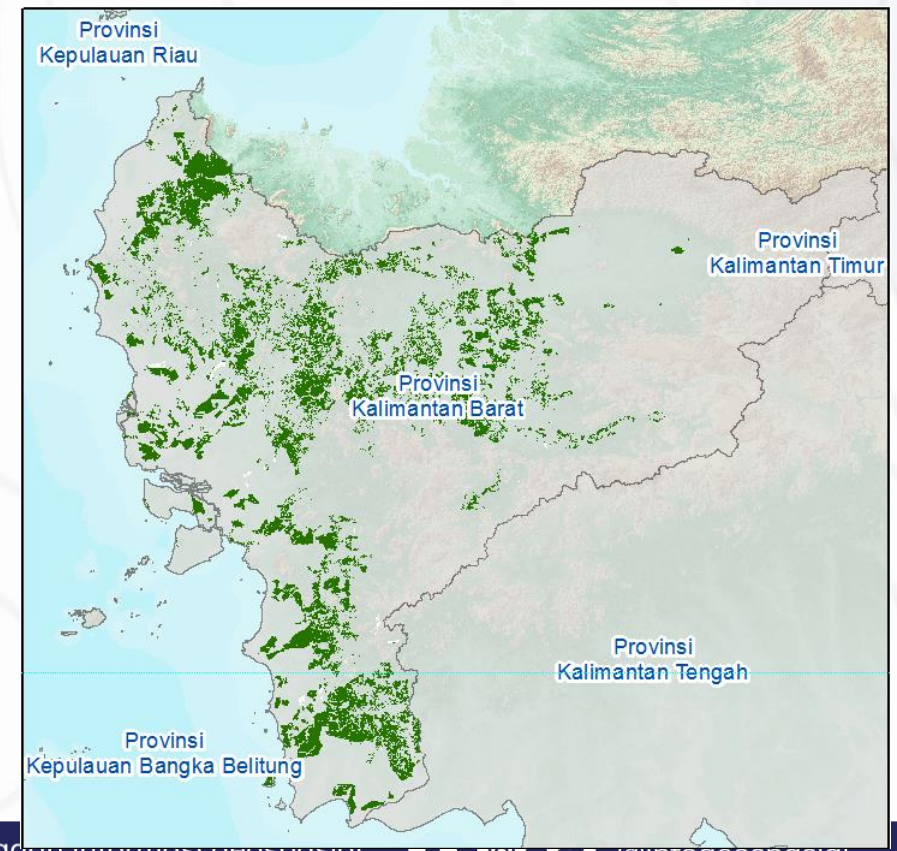 Provinsi
Kepulauan Riau
Provinsi
Kalimantan Timur
Provinsi
Kalimantan Barat
Provinsi
Kalimantan Tengah
Provinsi
Kepulauan Bangka Belitung